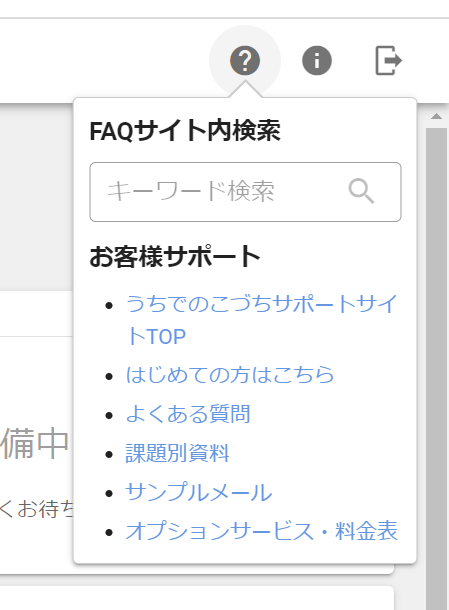 FAQサイト内検索
キーワード検索
お客様サポート
うちでのこづちサポートサイ
トTOP
はじめての方はこちら
よくある質問
備中
課題別資料
サンプルメール
くお待ち
オプションサービス・料金表